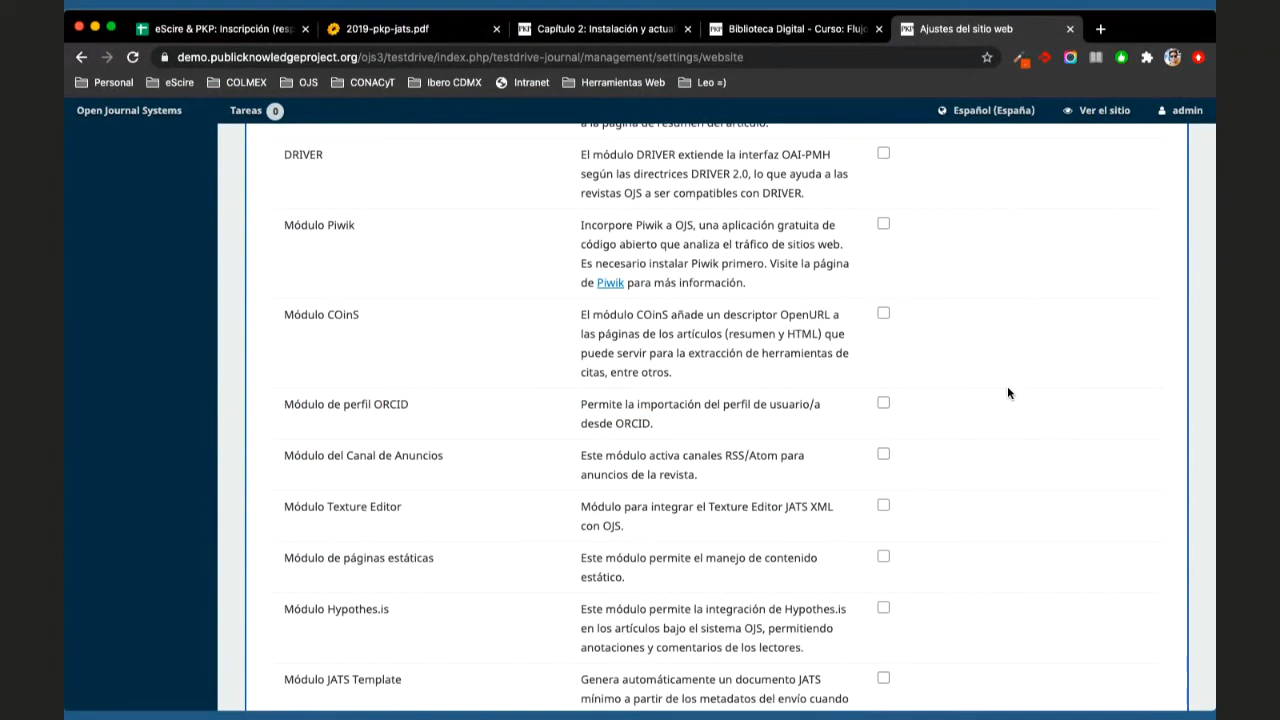 eScire & PKP: Inscripción (resp
2019-pkp-jats.pdf
Capítulo 2: Instalación y actual
Biblioteca Digital - Curso: Flujo
Ajustes del sitio web
demo.publicknowledgeproject.org/ojs3/testdrive/index.php/testdrive-journal/management/settings/website
Personal
eScire
COLMEX
OJS
CONACyT
Ibero CDMX
Intranet
Herramientas Web
Leo =)
Open Journal Systems
Tareas 0
Español (España)
Ver el sitio
admin
a la página de resumen del artículo.
DRIVER
El módulo DRIVER extiende la interfaz OAI-PMH
según las directrices DRIVER 2.0, lo que ayuda a las
revistas OJS a ser compatibles con DRIVER.
Módulo Piwik
Incorpore Piwik a OJS, una aplicación gratuita de
código abierto que analiza el tráfico de sitios web.
Es necesario instalar Piwik primero. Visite la página
de Piwik para más información.
Módulo COinS
El módulo COinS añade un descriptor OpenURL a
las páginas de los artículos (resumen y HTML) que
puede servir para la extracción de herramientas de
citas, entre otros.
Módulo de perfil ORCID
Permite la importación del perfil de usuario/a
desde ORCID.
Módulo del Canal de Anuncios
Este módulo activa canales RSS/Atom para
anuncios de la revista.
Módulo Texture Editor
Módulo para integrar el Texture Editor JATS XML
con OJS.
Módulo de páginas estáticas
Este módulo permite el manejo de contenido
estático.
Módulo Hypothes.is
Este módulo permite la integración de Hypothes.is
en los artículos bajo el sistema OJS, permitiendo
anotaciones y comentarios de los lectores.
Módulo JATS Template
Genera automáticamente un documento JATS
mínimo a partir de los metadatos del envío cuando